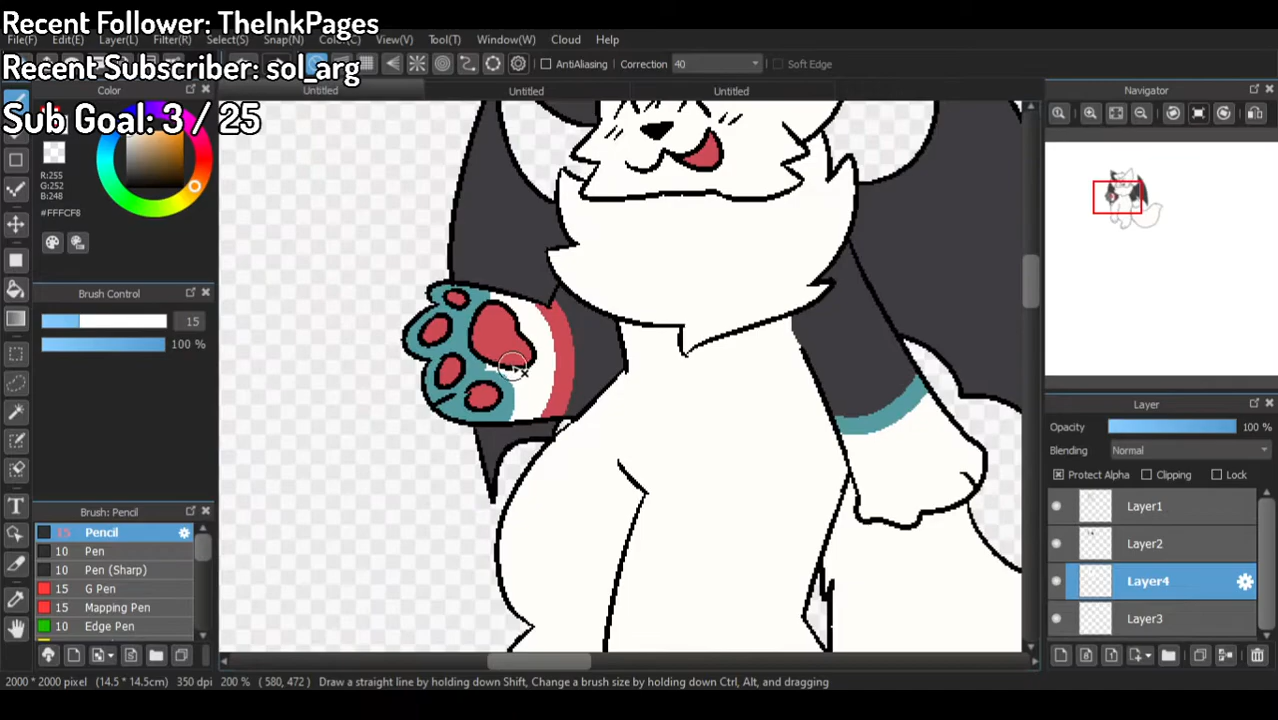 Recent Follower: TheInkPages
File(F) Edit(E) Layer(L) Filter(R) Select(S) Snap(N) Color(C) View(V) Tool(T) Window(W) Cloud Help
Recent Subscriber: sol_arg
AntiAliasing Correction 40 Soft Edge
Color Untitled Untitled Untitled Navigator
Sub Goal: 3 / 25
R:255
G:252
B:248
#FFFCF8
Brush Control
15
100 %
Layer
Opacity 100 %
Blending Normal
Protect Alpha Clipping Lock
Layer1
Layer2
Layer4
Layer3
Brush: Pencil
15 Pencil
10 Pen
10 Pen (Sharp)
15 G Pen
15 Mapping Pen
10 Edge Pen
2000 * 2000 pixel (14.5 * 14.5cm) 350 dpi 200 % ( 580, 472 ) Draw a straight line by holding down Shift, Change a brush size by holding down Ctrl, Alt, and dragging